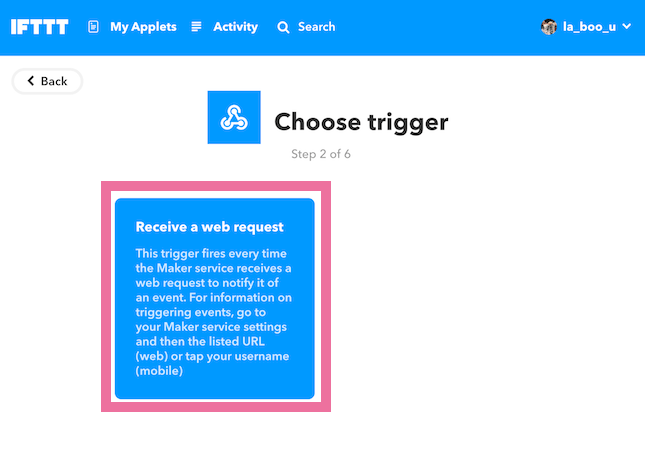 IFTTT My Applets Activity Search la_boo_u
Back
Choose trigger
Step 2 of 6
Receive a web request
This trigger fires every time
the Maker service receives a
web request to notify it of
an event. For information on
triggering events, go to
your Maker service settings
and then the listed URL
(web) or tap your username
(mobile)